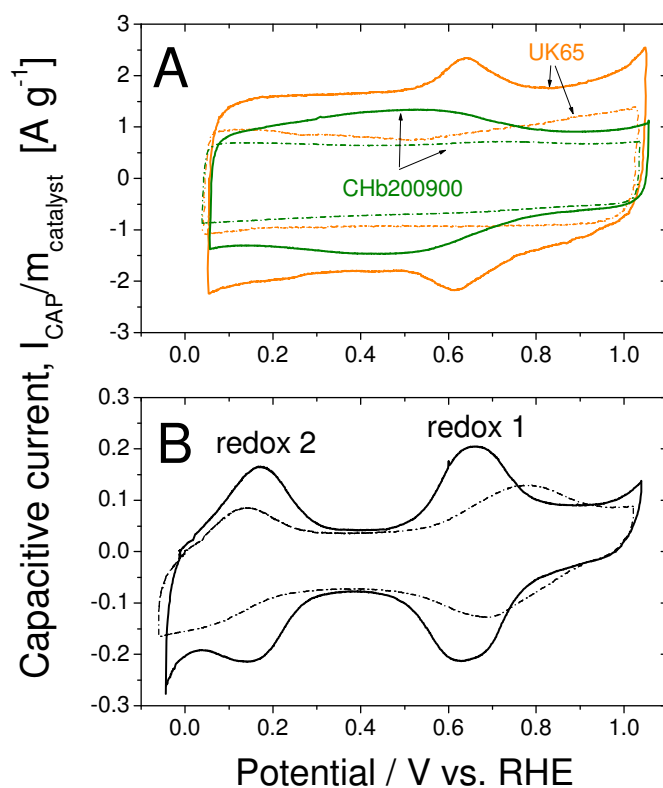 Capacitive current, I_CAP/m_catalyst [A g^-1]
A
UK65
CHb200900
3
2
1
0
-1
-2
-3
0.0 0.2 0.4 0.6 0.8 1.0
B
redox 2
redox 1
0.3
0.2
0.1
0.0
-0.1
-0.2
-0.3
0.0 0.2 0.4 0.6 0.8 1.0
Potential / V vs. RHE